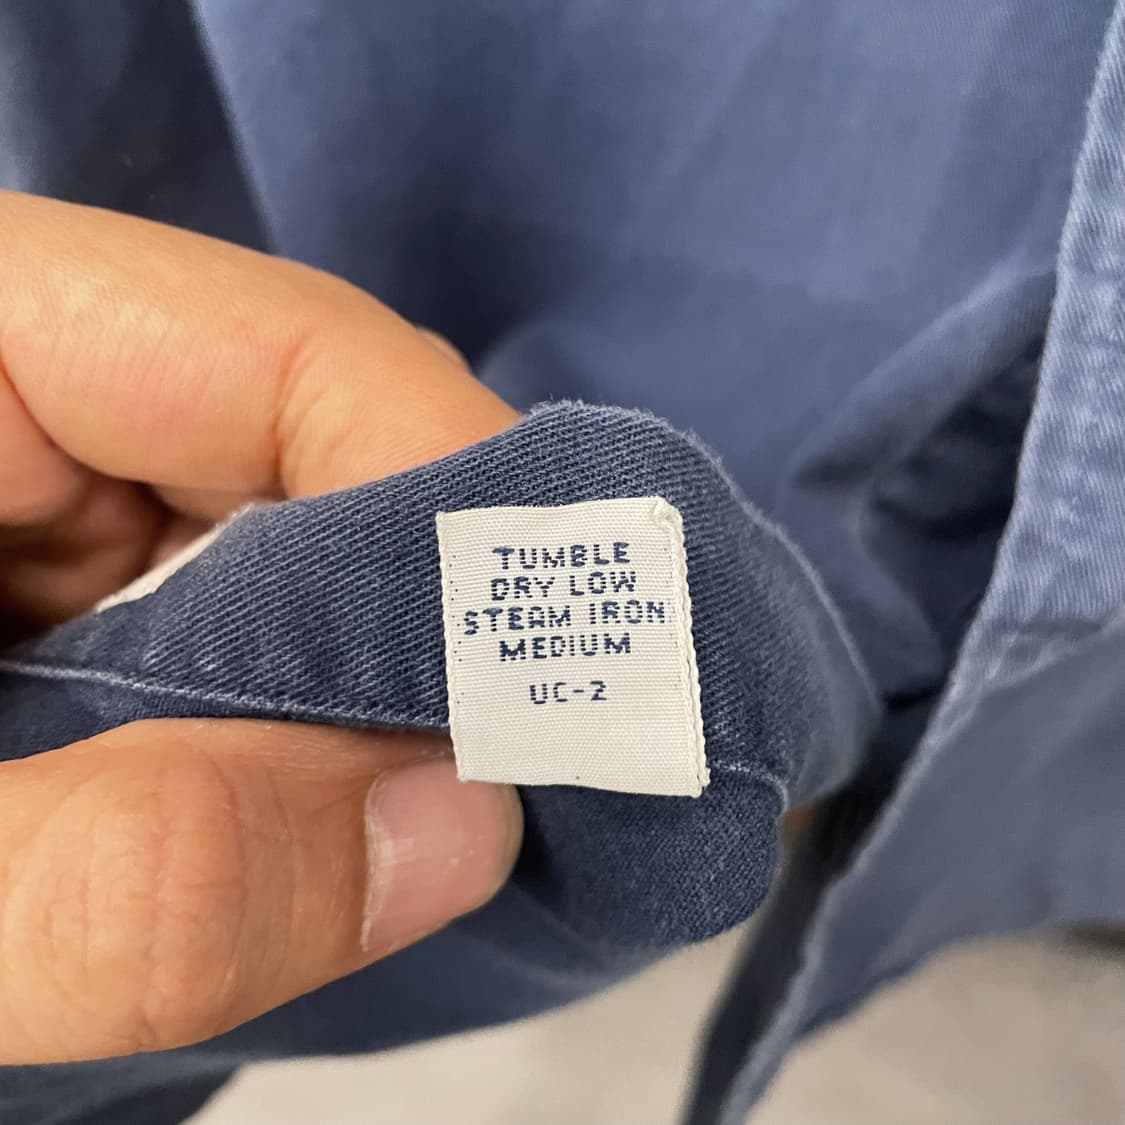 TUMBLE
DRY LOW
STEAM IRON
MEDIUM
UC-2